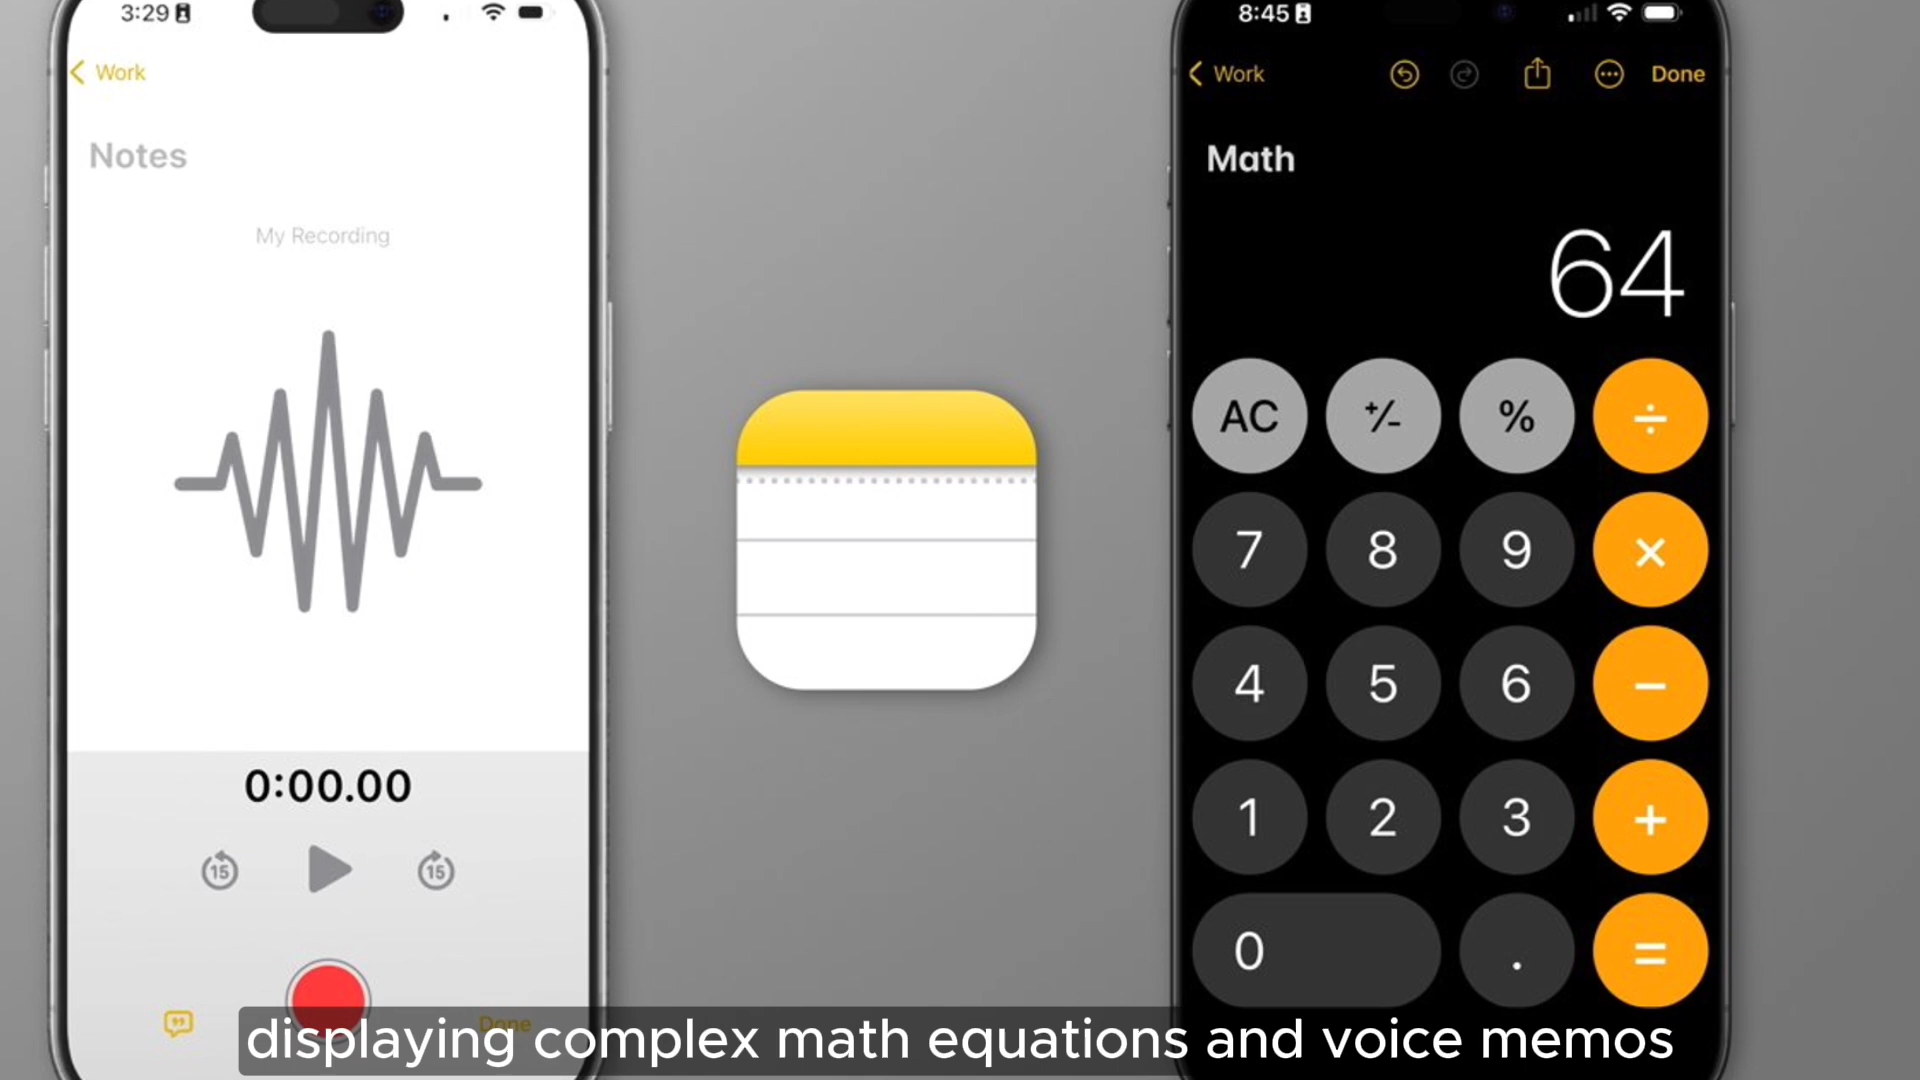 3:29
Work
Notes
My Recording
0:00.00
15
15
Done
8:45
Work
Done
Math
64
AC +/- % ÷
7 8 9 ×
4 5 6 −
1 2 3 +
0 . =
displaying complex math equations and voice memos